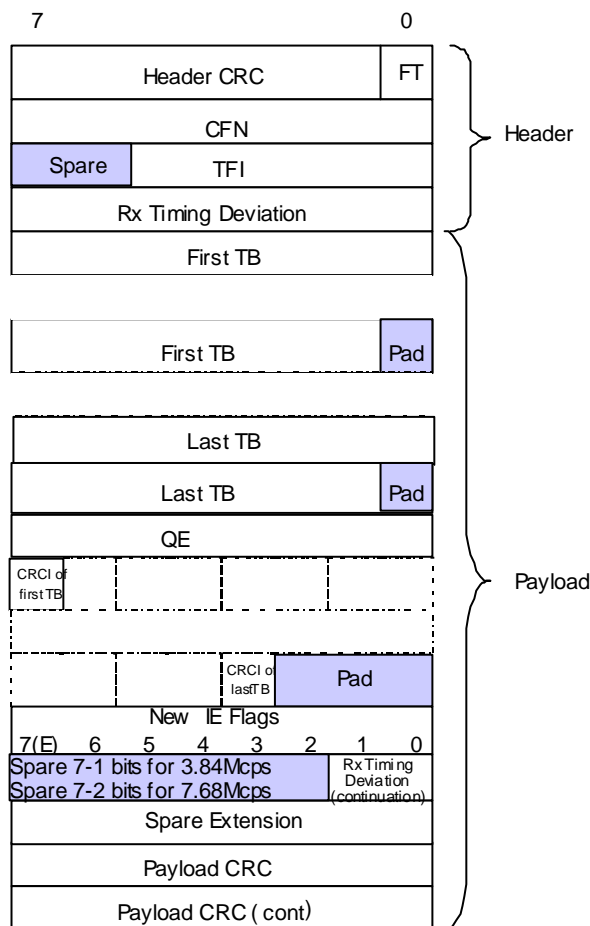 7 0
Header CRC FT
CFN
Spare TFI
Rx Timing Deviation
Header
First TB
First TB Pad
Last TB
Last TB Pad
QE
CRCI of
first TB
Payload
CRCI of
lastTB
Pad
New IE Flags
7(E) 6 5 4 3 2 1 0
Spare 7-1 bits for 3.84Mcps
Spare 7-2 bits for 7.68Mcps
Rx Timing
Deviation
(continuation)
Spare Extension
Payload CRC
Payload CRC ( cont)